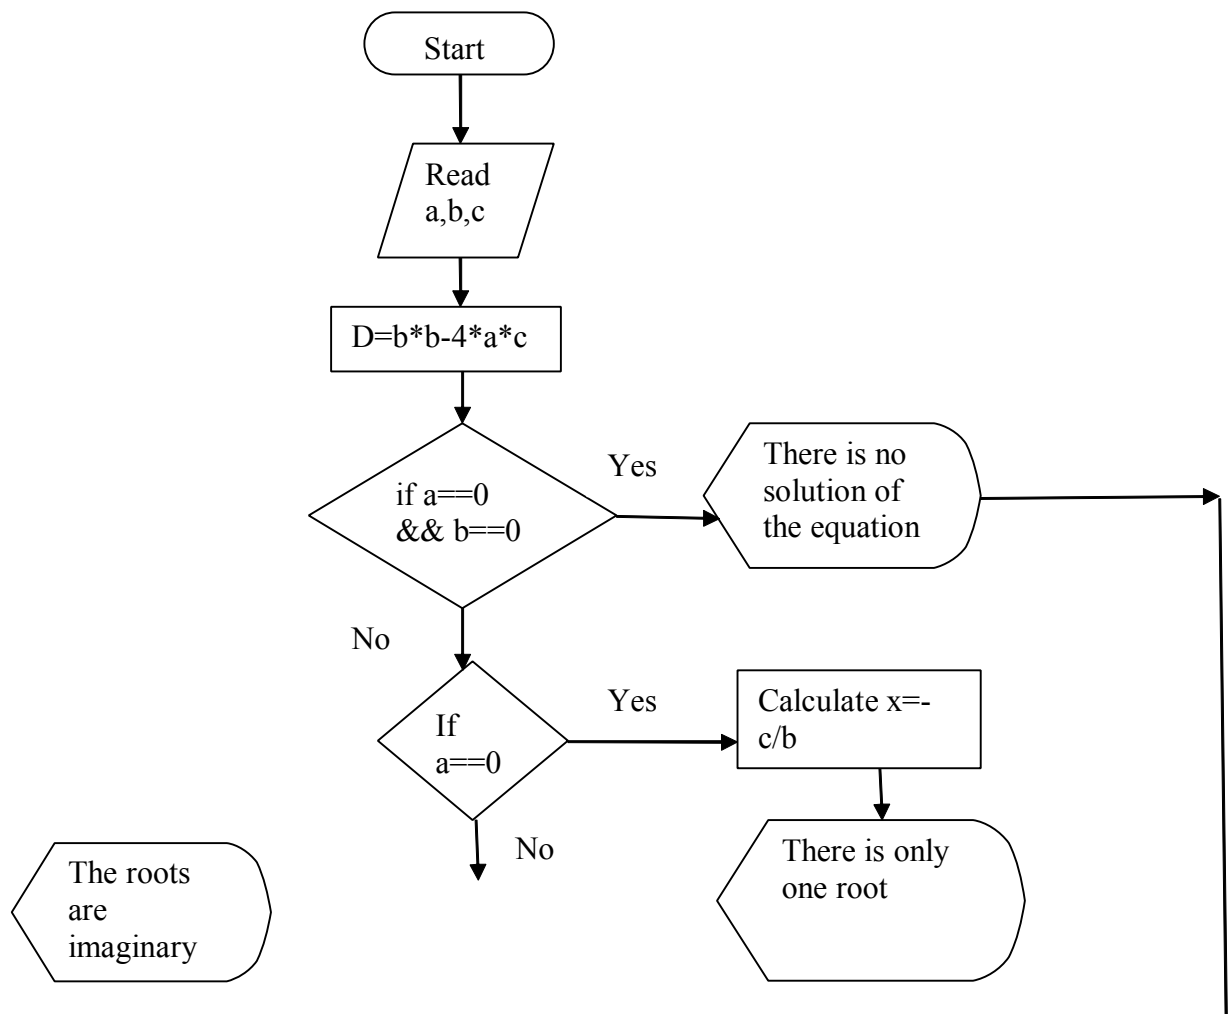 Start
Read
a,b,c
D=b*b-4*a*c
if a==0
&& b==0
Yes
There is no
solution of
the equation
No
If
a==0
Yes
Calculate x=-
c/b
No
There is only
one root
The roots
are
imaginary